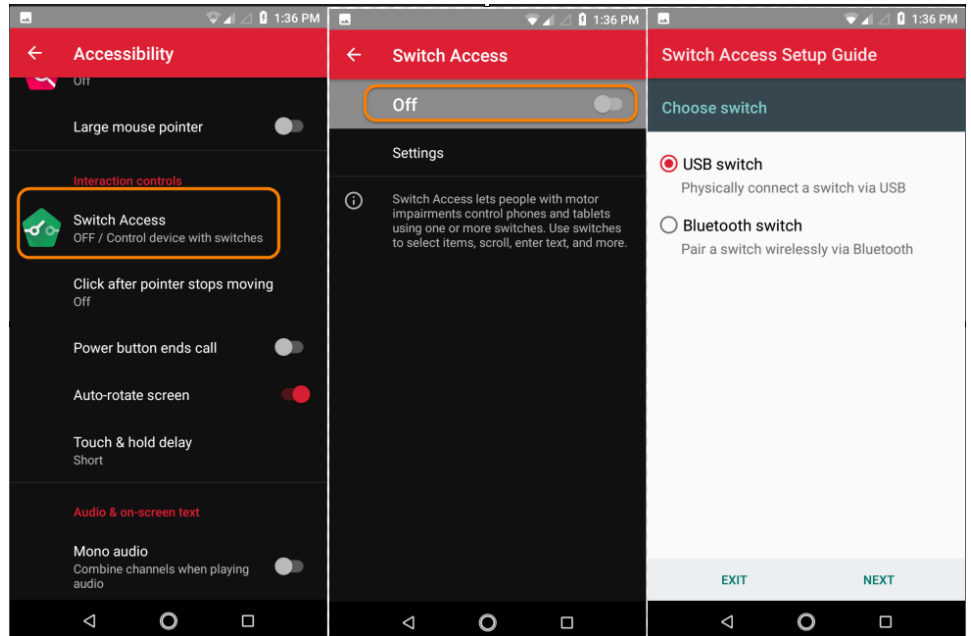 1:36 PM
Accessibility
Off
Large mouse pointer
Interaction controls
Switch Access
OFF / Control device with switches
Click after pointer stops moving
Off
Power button ends call
Auto-rotate screen
Touch & hold delay
Short
Audio & on-screen text
Mono audio
Combine channels when playing
audio
1:36 PM
Switch Access
Off
Settings
Switch Access lets people with motor
impairments control phones and tablets
using one or more switches. Use switches
to select items, scroll, enter text, and more.
1:36 PM
Switch Access Setup Guide
Choose switch
USB switch
Physically connect a switch via USB
Bluetooth switch
Pair a switch wirelessly via Bluetooth
EXIT NEXT